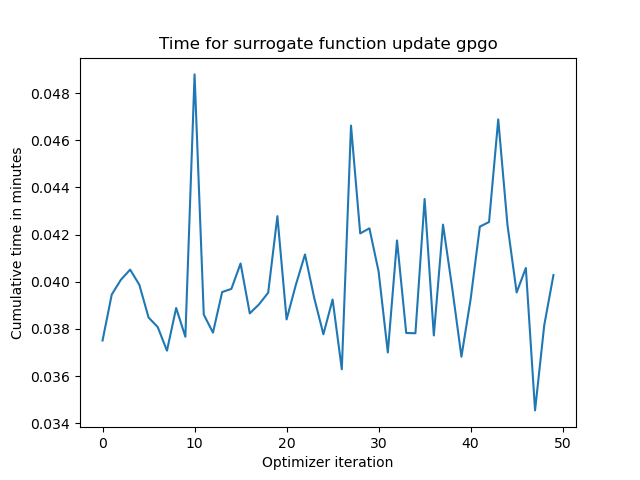 Time for surrogate function update gpgo
Cumulative time in minutes
0.048
0.046
0.044
0.042
0.040
0.038
0.036
0.034
0 10 20 30 40 50
Optimizer iteration